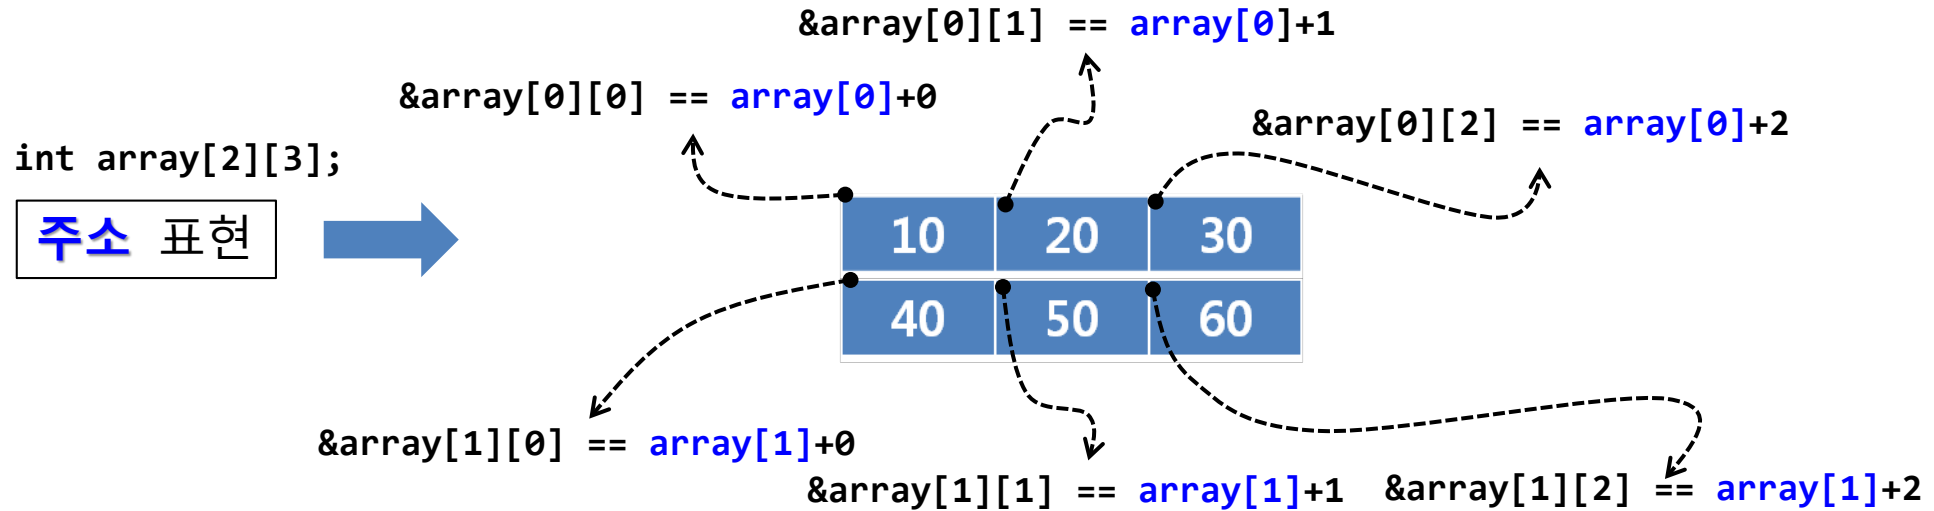 &array[0][1] == array[0]+1
&array[0][0] == array[0]+0
&array[0][2] == array[0]+2
int array[2][3];
주소 표현
10 20 30
40 50 60
&array[1][0] == array[1]+0
&array[1][1] == array[1]+1
&array[1][2] == array[1]+2